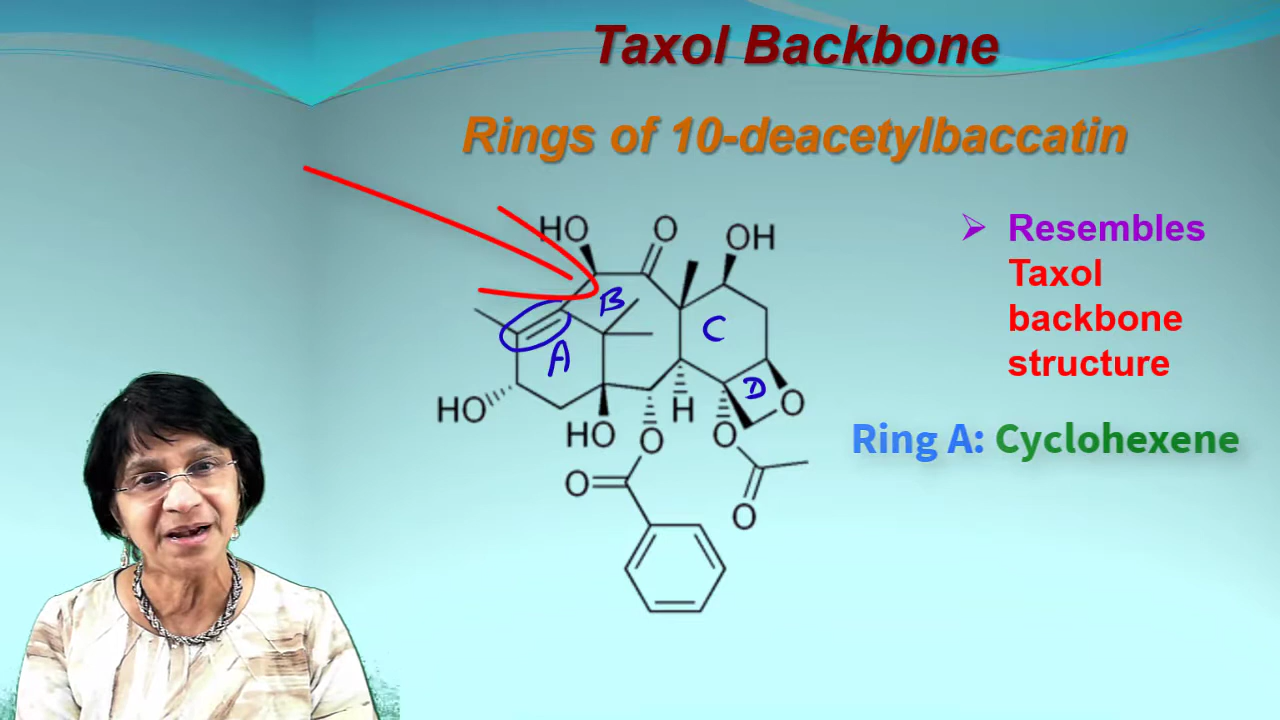 Taxol Backbone
Rings of 10-deacetylbaccatin
HO
O
OH
B
C
A
D
HO
HO
O
H
O
O
O
O
➢ Resembles
Taxol
backbone
structure
Ring A: Cyclohexene